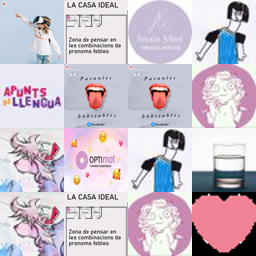 LA CASA IDEAL
Zona de pensar en
les combinacions de
pronoms febles
APUNTS
DE LLENGUA
Paraules
habitables
Paraules
habitables
OPTIMOT
LA CASA IDEAL
Zona de pensar en
les combinacions de
pronoms febles